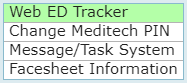 Web ED Tracker
Change Meditech PIN
Message/Task System
Facesheet Information